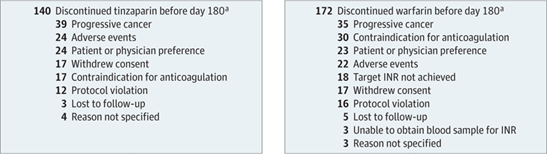 140 Discontinued tinzaparin before day 180a
39 Progressive cancer
24 Adverse events
24 Patient or physician preference
17 Withdrew consent
17 Contraindication for anticoagulation
12 Protocol violation
3 Lost to follow-up
4 Reason not specified
172 Discontinued warfarin before day 180a
35 Progressive cancer
30 Contraindication for anticoagulation
23 Patient or physician preference
22 Adverse events
18 Target INR not achieved
17 Withdrew consent
16 Protocol violation
5 Lost to follow-up
3 Unable to obtain blood sample for INR
3 Reason not specified